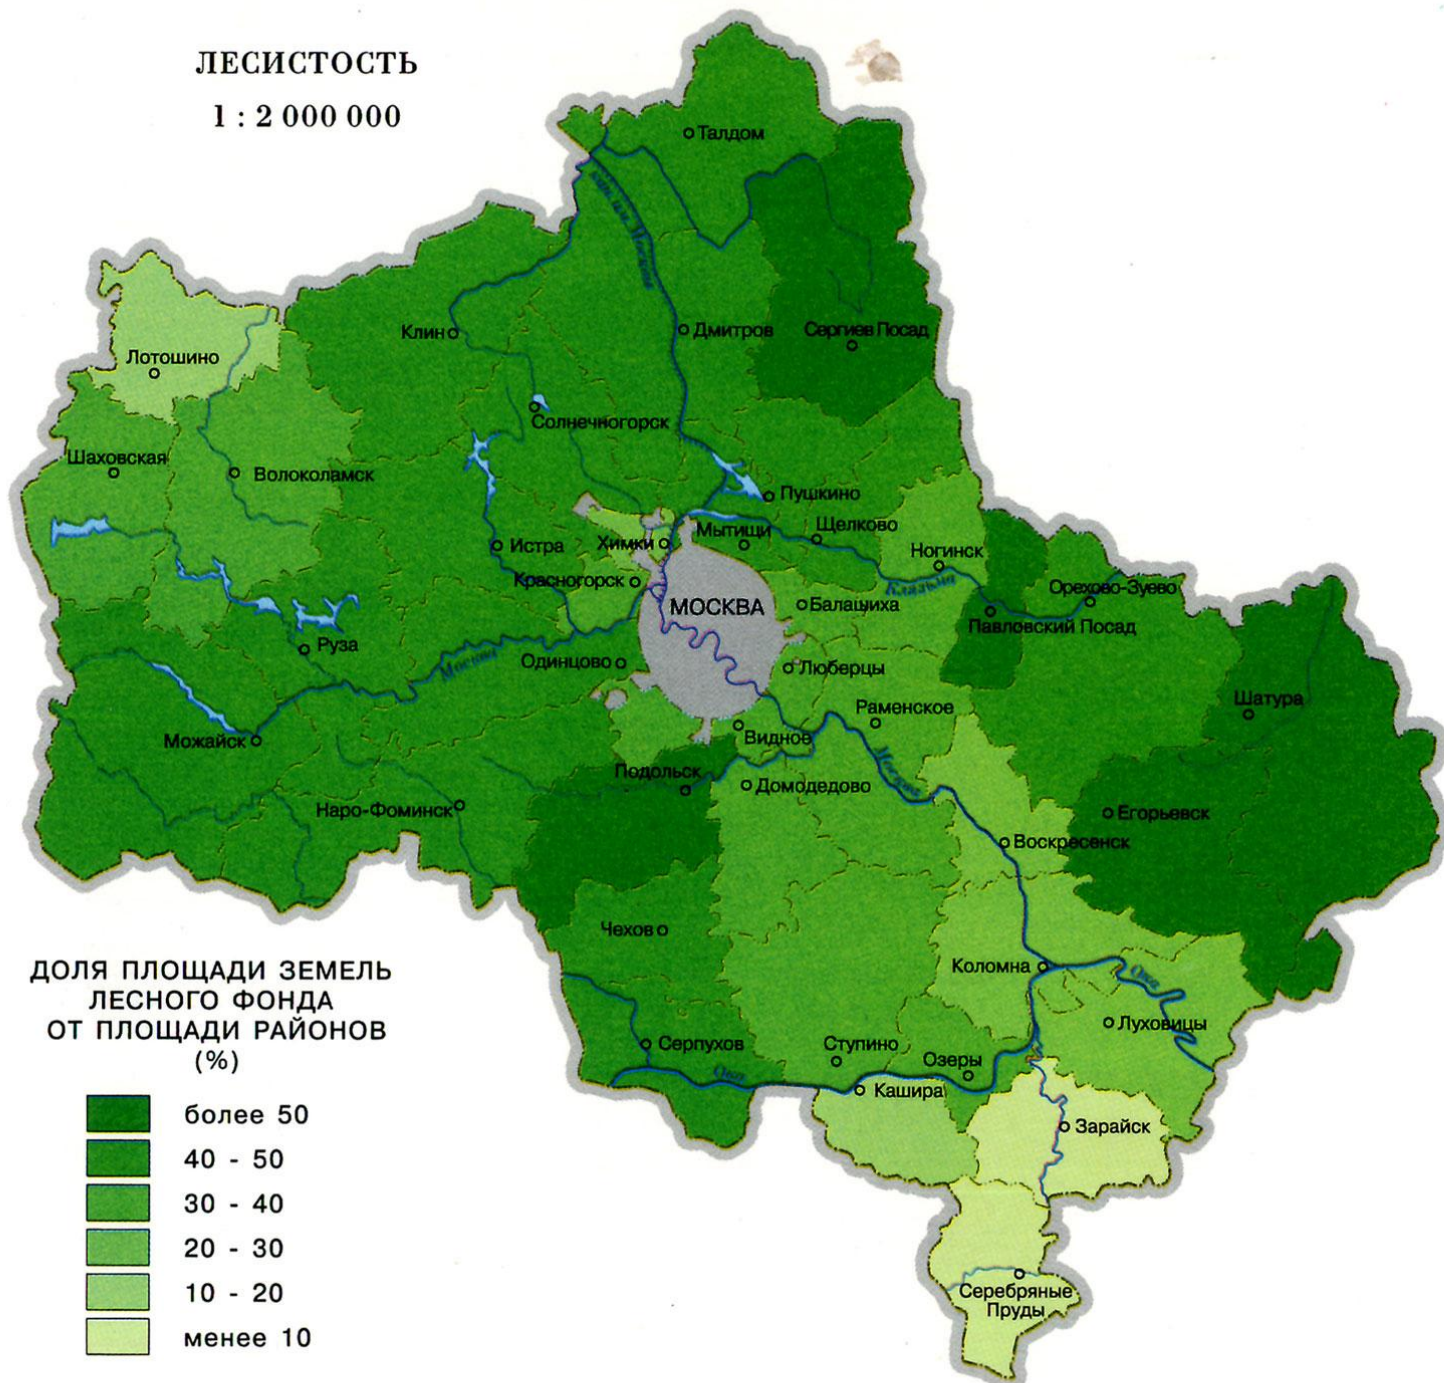 ЛЕСИСТОСТЬ
1 : 2 000 000
Талдом
кан. им. Москвы
Клин
Дмитров
Сергиев Посад
Лотошино
Солнечногорск
Шаховская
Волоколамск
Пушкино
Щелково
Мытищи
Химки
Истра
Ногинск
Красногорск
Клязьма
Орехово-Зуево
МОСКВА
Балашиха
Павловский Посад
Руза
Москва
Одинцово
Люберцы
Шатура
Раменское
Можайск
Видное
Москва
Подольск
Домодедово
Наро-Фоминск
Егорьевск
Воскресенск
Чехов
Коломна
Ока
Луховицы
Серпухов
Ступино
Озеры
Ока
Кашира
Зарайск
Серебряные
Пруды
ДОЛЯ ПЛОЩАДИ ЗЕМЕЛЬ
ЛЕСНОГО ФОНДА
ОТ ПЛОЩАДИ РАЙОНОВ
(%)
более 50
40 - 50
30 - 40
20 - 30
10 - 20
менее 10